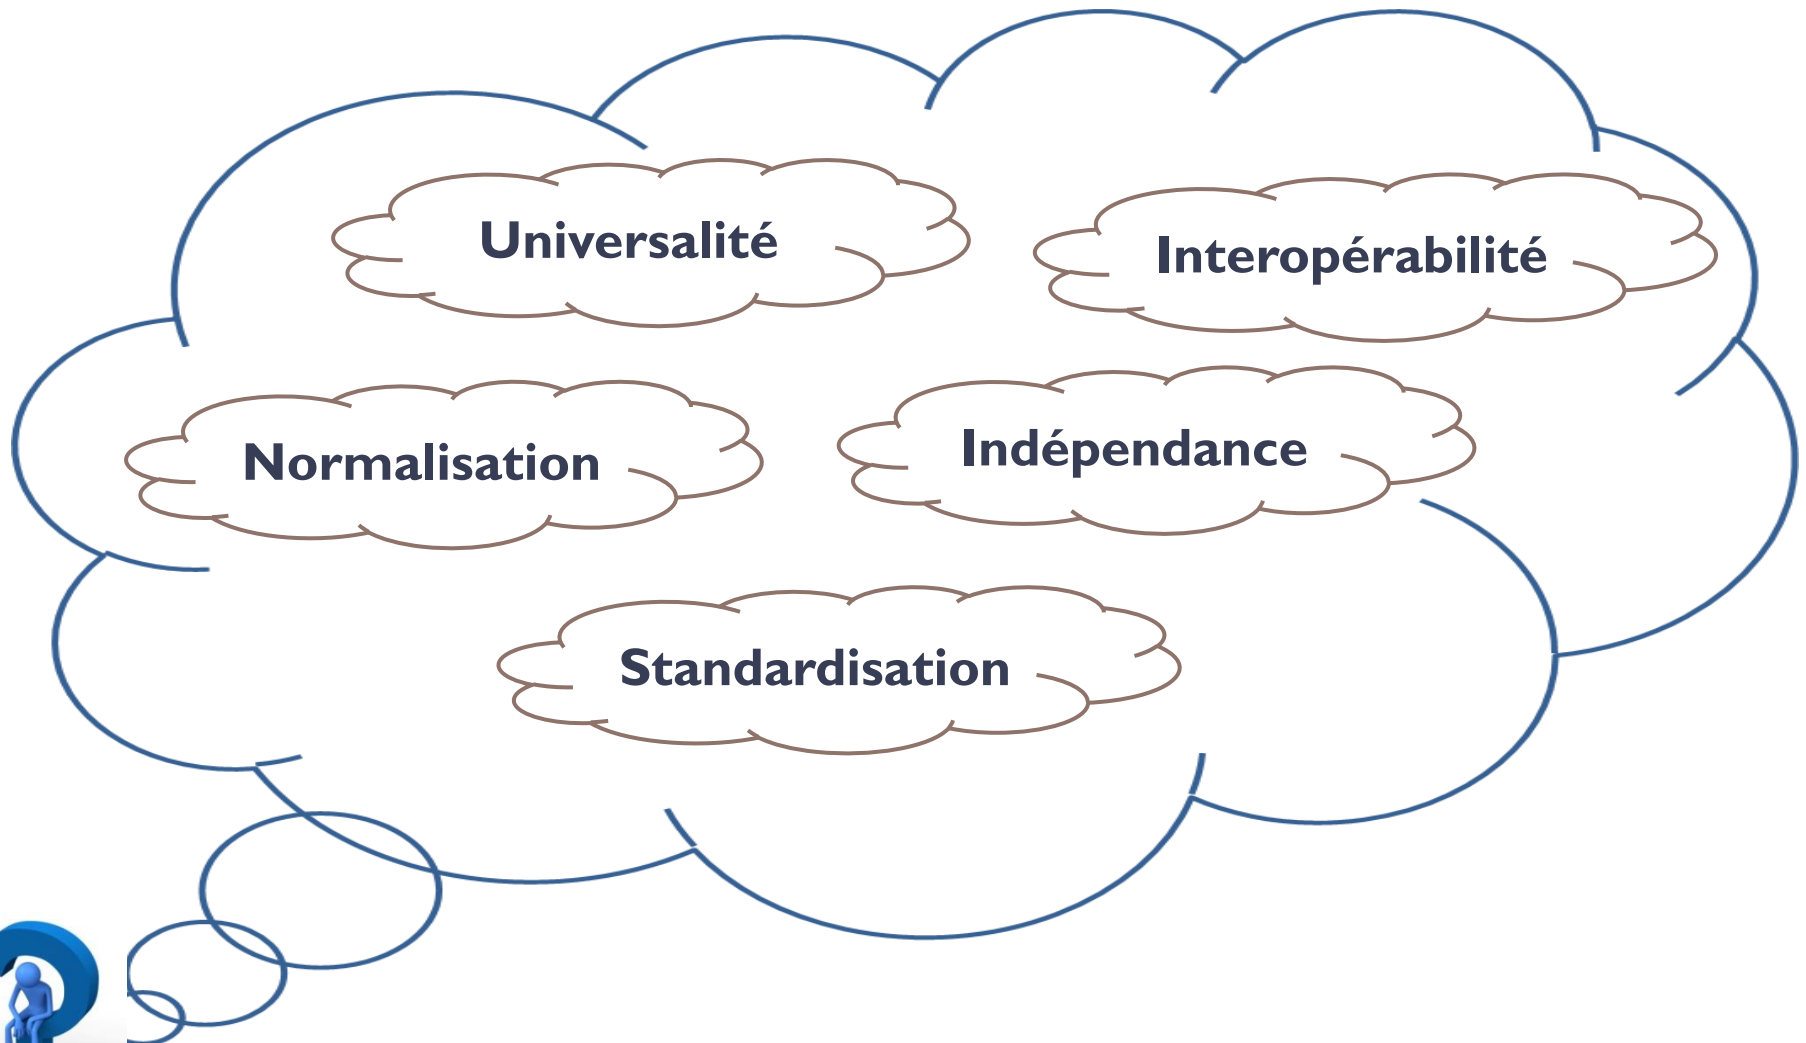 Universalité
Interopérabilité
Normalisation
Indépendance
Standardisation